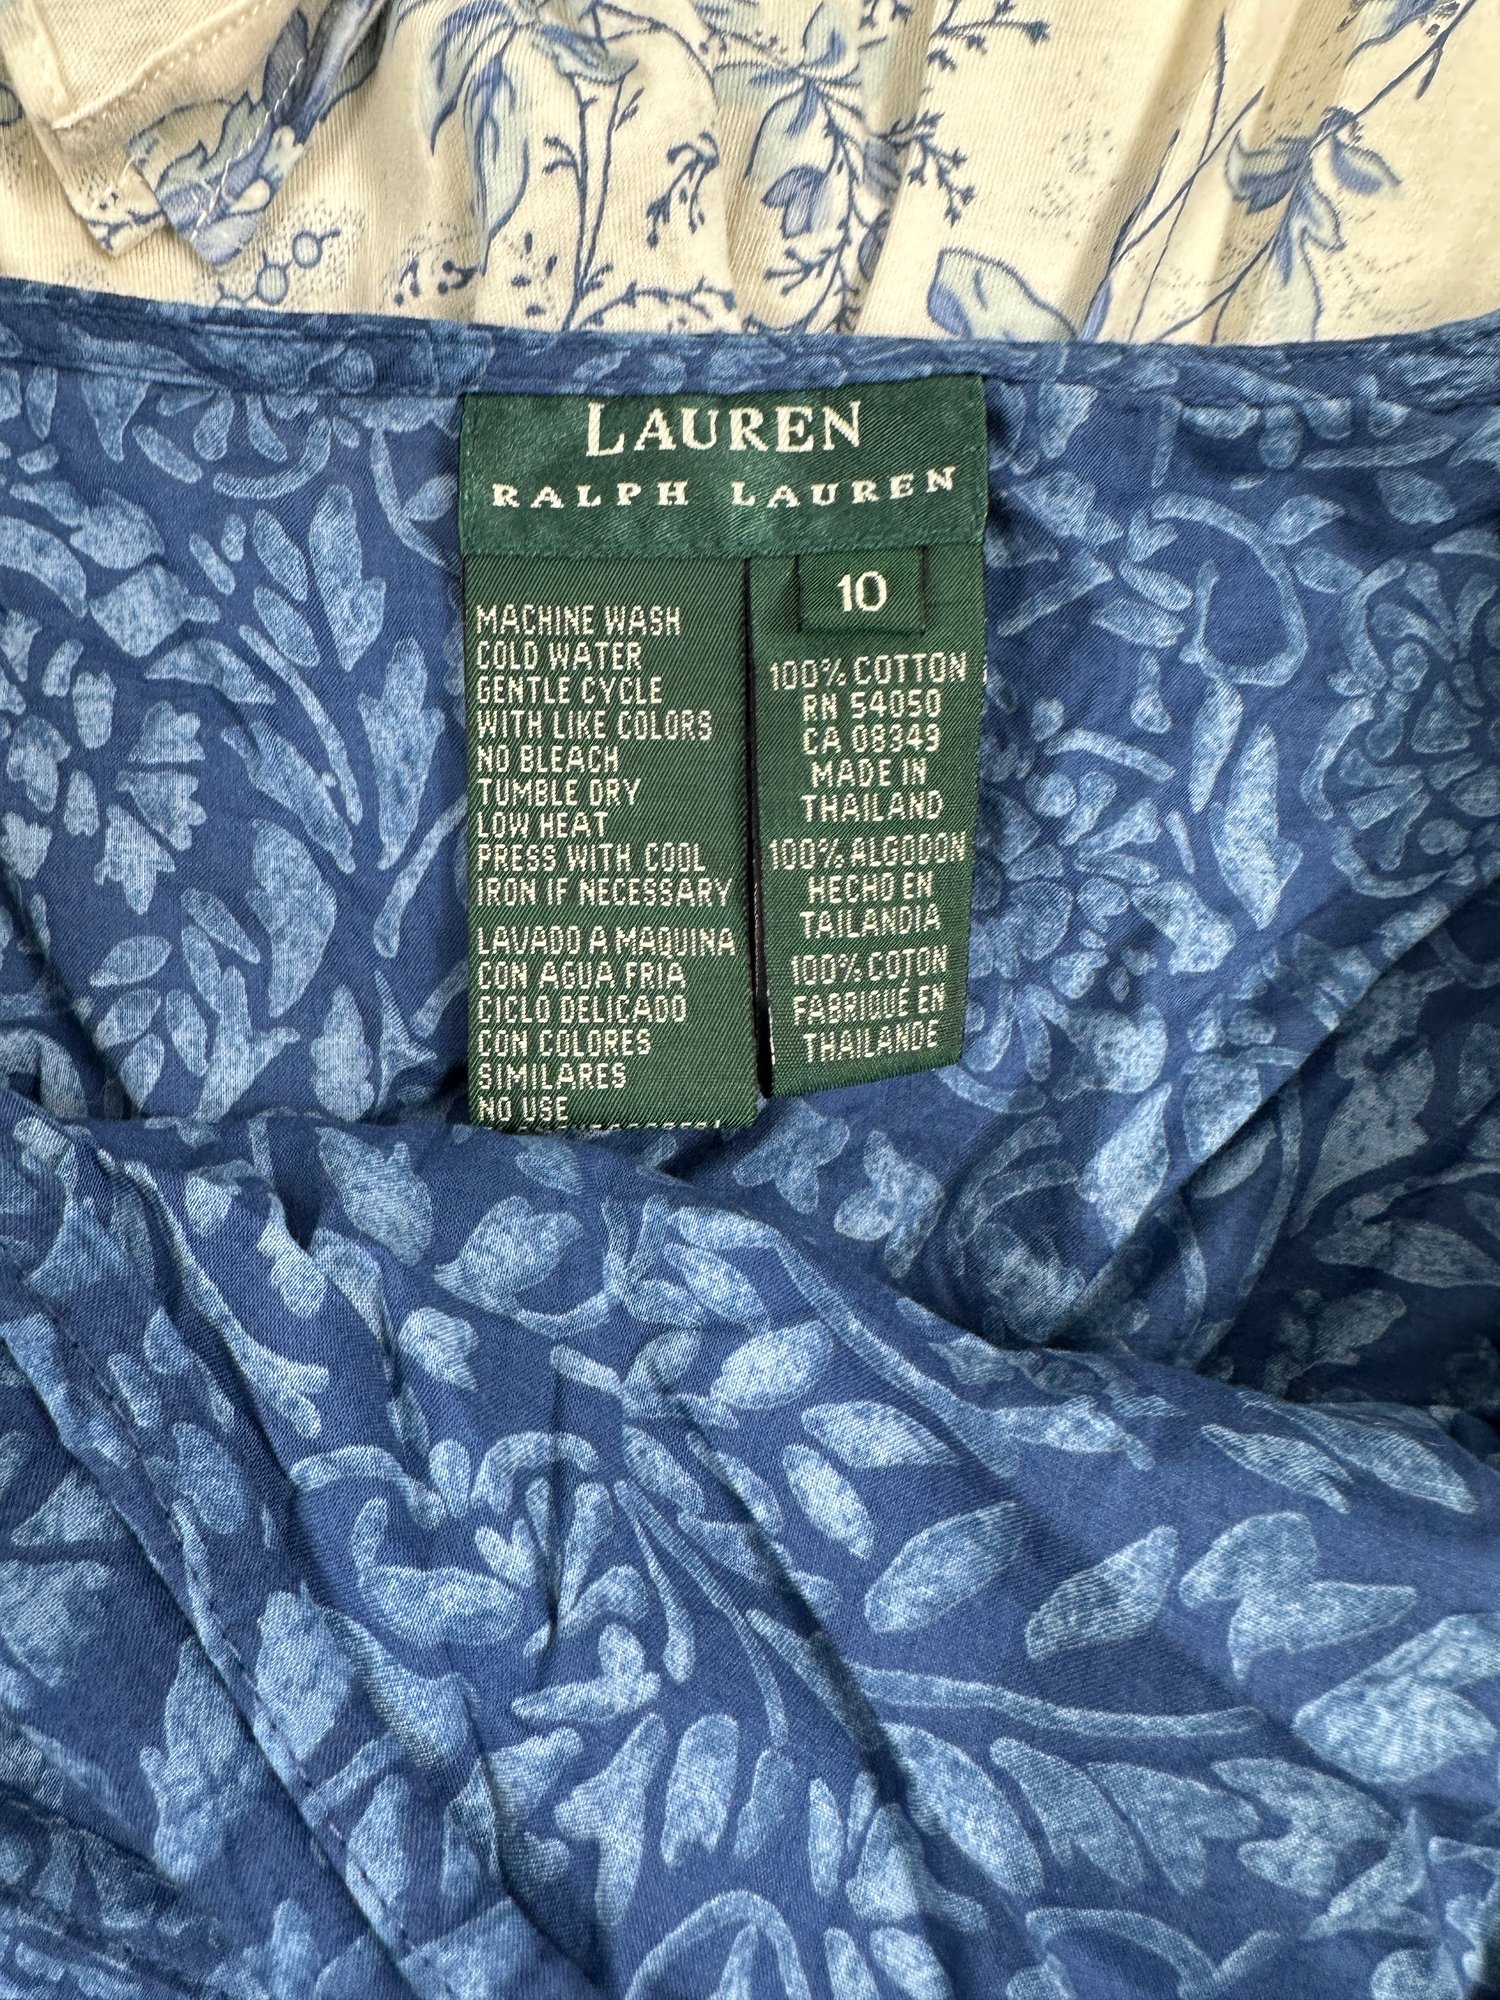 LAUREN
RALPH LAUREN
10
MACHINE WASH
COLD WATER
GENTLE CYCLE
WITH LIKE COLORS
NO BLEACH
TUMBLE DRY
LOW HEAT
PRESS WITH COOL
IRON IF NECESSARY
LAVADO A MAQUINA
CON AGUA FRIA
CICLO DELICADO
CON COLORES
SIMILARES
NO USE
100% COTTON
RN 54050
CA 08349
MADE IN
THAILAND
100% ALGODON
HECHO EN
TAILANDIA
100% COTON
FABRIQUÉ EN
THAILANDE